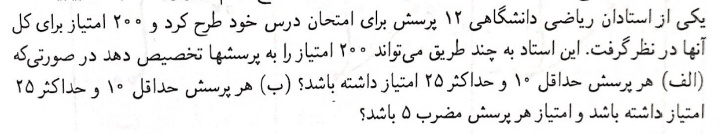 یکی از استادان ریاضی دانشگاهی ۱۲ پرسش برای امتحان درس خود طرح کرد و ۲۰۰ امتیاز برای کل
آنها در نظر گرفت. این استاد به چند طریق می‌تواند ۲۰۰ امتیاز را به پرسشها تخصیص دهد در صورتی‌که
(الف) هر پرسش حداقل ۱۰ و حداکثر ۲۵ امتیاز داشته باشد؟ (ب) هر پرسش حداقل ۱۰ و حداکثر ۲۵
امتیاز داشته باشد و امتیاز هر پرسش مضرب ۵ باشد؟